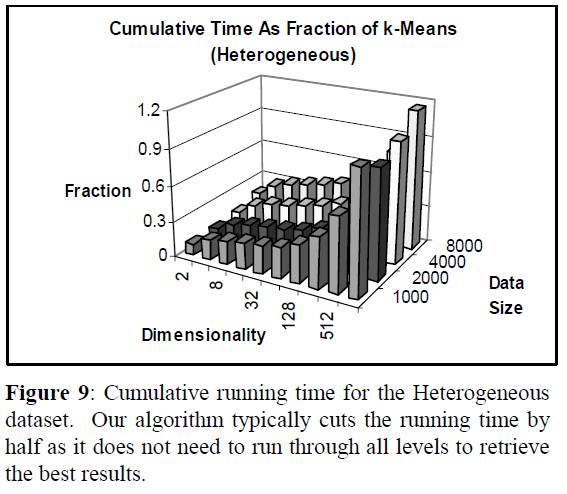 Cumulative Time As Fraction of k-Means
(Heterogeneous)
1.2
0.9
0.6
0.3
0
Fraction
2
8
32
128
512
Dimensionality
8000
4000
2000
1000
Data
Size
Figure 9: Cumulative running time for the Heterogeneous
dataset. Our algorithm typically cuts the running time by
half as it does not need to run through all levels to retrieve
the best results.